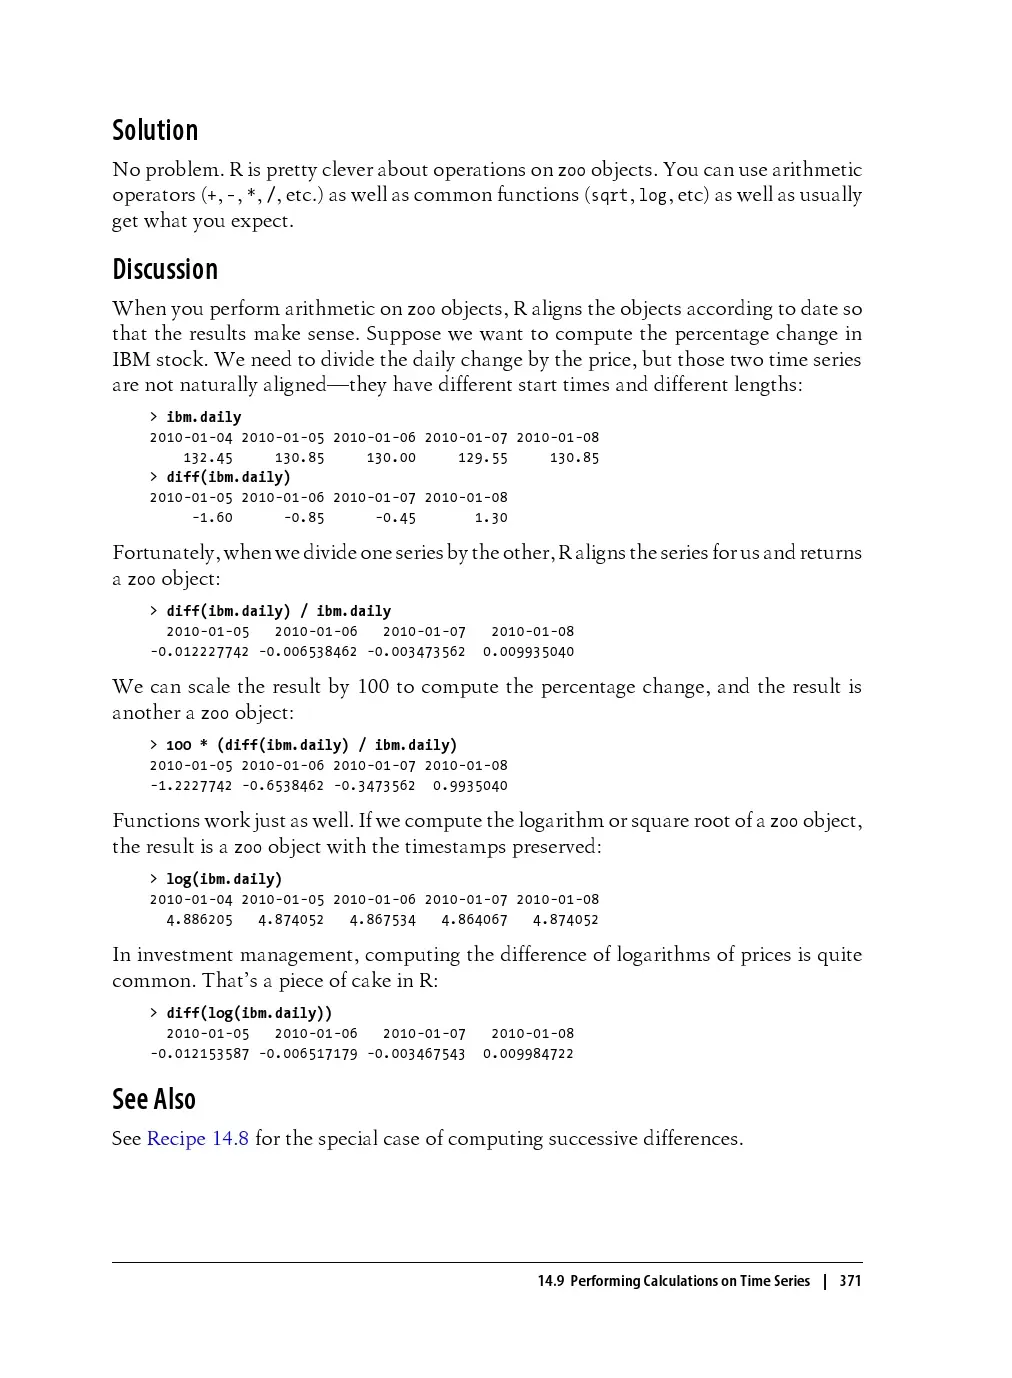 Solution
No problem. R is pretty clever about operations on zoo objects. You can use arithmetic
operators (+, -, *, /, etc.) as well as common functions (sqrt, log, etc) as well as usually
get what you expect.
Discussion
When you perform arithmetic on zoo objects, R aligns the objects according to date so
that the results make sense. Suppose we want to compute the percentage change in
IBM stock. We need to divide the daily change by the price, but those two time series
are not naturally aligned—they have different start times and different lengths:
> ibm.daily
2010-01-04 2010-01-05 2010-01-06 2010-01-07 2010-01-08
132.45 130.85 130.00 129.55 130.85
> diff(ibm.daily)
2010-01-05 2010-01-06 2010-01-07 2010-01-08
-1.60 -0.85 -0.45 1.30
Fortunately, when we divide one series by the other, R aligns the series for us and returns
a zoo object:
> diff(ibm.daily) / ibm.daily
2010-01-05 2010-01-06 2010-01-07 2010-01-08
-0.012227742 -0.006538462 -0.003473562 0.009935040
We can scale the result by 100 to compute the percentage change, and the result is
another a zoo object:
> 100 * (diff(ibm.daily) / ibm.daily)
2010-01-05 2010-01-06 2010-01-07 2010-01-08
-1.2227742 -0.6538462 -0.3473562 0.9935040
Functions work just as well. If we compute the logarithm or square root of a zoo object,
the result is a zoo object with the timestamps preserved:
> log(ibm.daily)
2010-01-04 2010-01-05 2010-01-06 2010-01-07 2010-01-08
4.886205 4.874052 4.867534 4.864067 4.874052
In investment management, computing the difference of logarithms of prices is quite
common. That's a piece of cake in R:
> diff(log(ibm.daily))
2010-01-05 2010-01-06 2010-01-07 2010-01-08
-0.012153587 -0.006517179 -0.003467543 0.009984722
See Also
See Recipe 14.8 for the special case of computing successive differences.
14.9 Performing Calculations on Time Series | 371